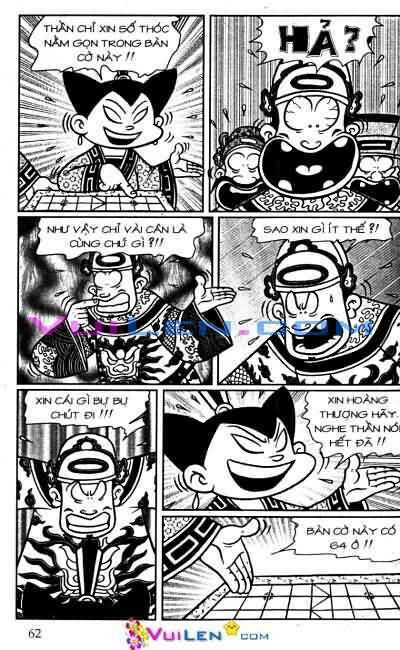 THẦN CHỈ XIN SỐ THÓC
NẰM GỌN TRONG BÀN
CỜ NÀY !!
HẢ?
NHƯ VẬY CHỈ VÀI CÂN LÀ
CÙNG CHỨ GÌ ?!!
SAO XIN GÌ ÍT THẾ ?!
VuiLen.com
XIN CÁI GÌ BỰ BỰ
CHÚT ĐI !!!
XIN HOÀNG
THƯỢNG HÃY
NGHE THẦN NÓI
HẾT ĐÃ !!
BÀN CỜ NÀY CÓ
64 Ô !!
62
VuiLen.com